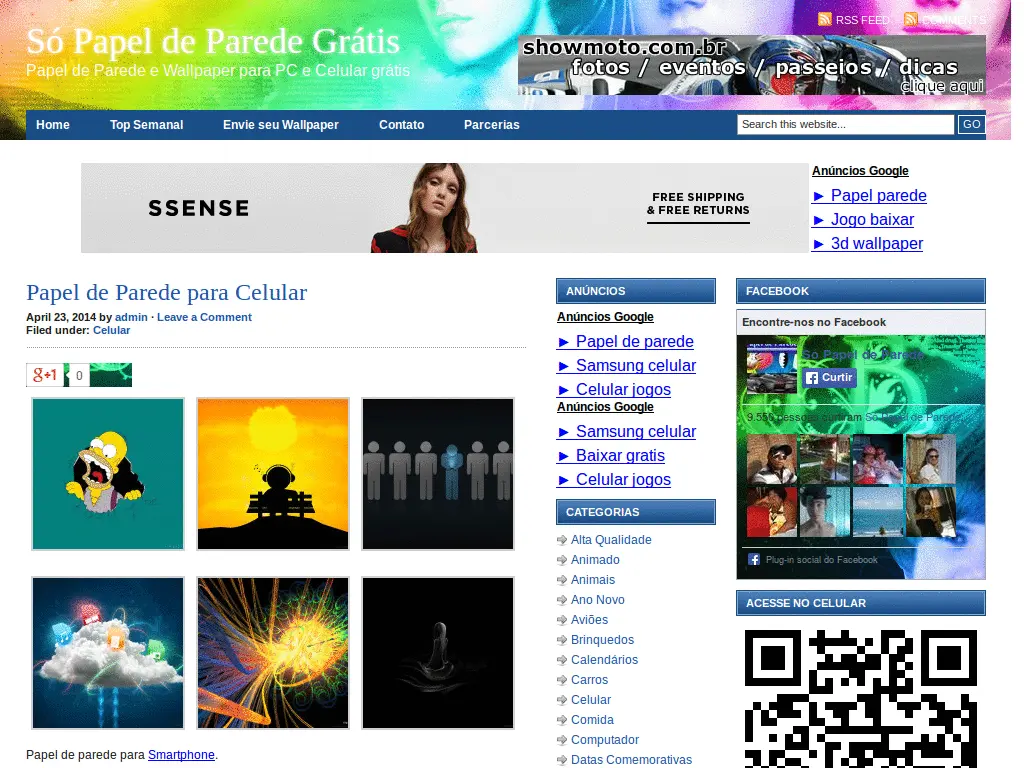 RSS FEED
COMMENTS
Só Papel de Parede Grátis
Papel de Parede e Wallpaper para PC e Celular grátis
showmoto.com.br
fotos / eventos / passeios / dicas
clique aqui
Home
Top Semanal
Envie seu Wallpaper
Contato
Parcerias
Search this website...
GO
SSENSE
FREE SHIPPING
& FREE RETURNS
Anúncios Google
► Papel parede
► Jogo baixar
► 3d wallpaper
Papel de Parede para Celular
April 23, 2014 by admin · Leave a Comment
Filed under: Celular
g+1
0
Papel de parede para Smartphone.
ANÚNCIOS
Anúncios Google
► Papel de parede
► Samsung celular
► Celular jogos
Anúncios Google
► Samsung celular
► Baixar gratis
► Celular jogos
CATEGORIAS
Alta Qualidade
Animado
Animais
Ano Novo
Aviões
Brinquedos
Calendários
Carros
Celular
Comida
Computador
Datas Comemorativas
FACEBOOK
Encontre-nos no Facebook
Só Papel de Parede
Curtir
9.556 pessoas curtiram Só Papel de Parede.
Plug-in social do Facebook
ACESSE NO CELULAR